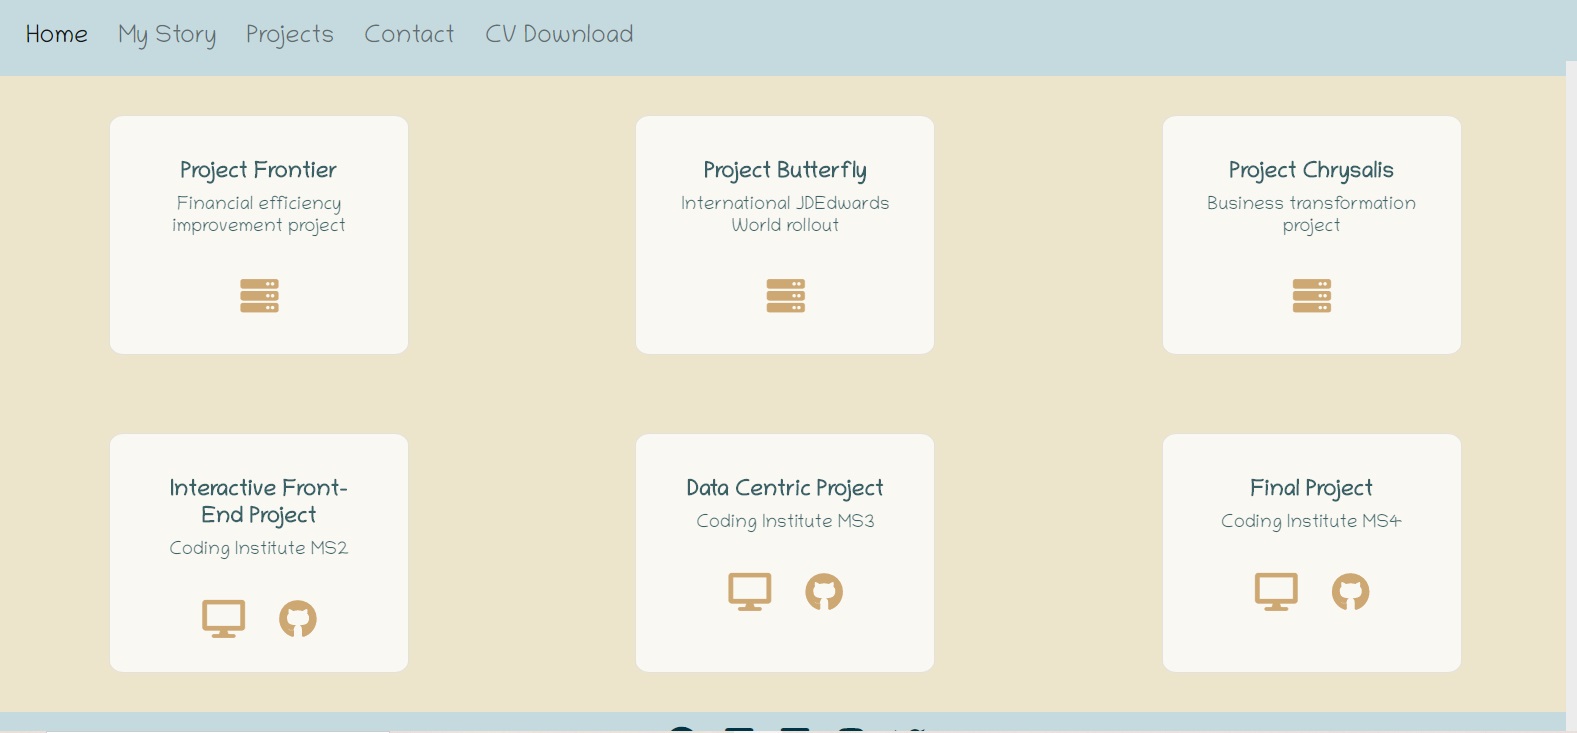 Home My Story Projects Contact CV Download
Project Frontier
Financial efficiency
improvement project
Project Butterfly
International JDEdwards
World rollout
Project Chrysalis
Business transformation
project
Interactive Front-
End Project
Coding Institute MS2
Data Centric Project
Coding Institute MS3
Final Project
Coding Institute MS4